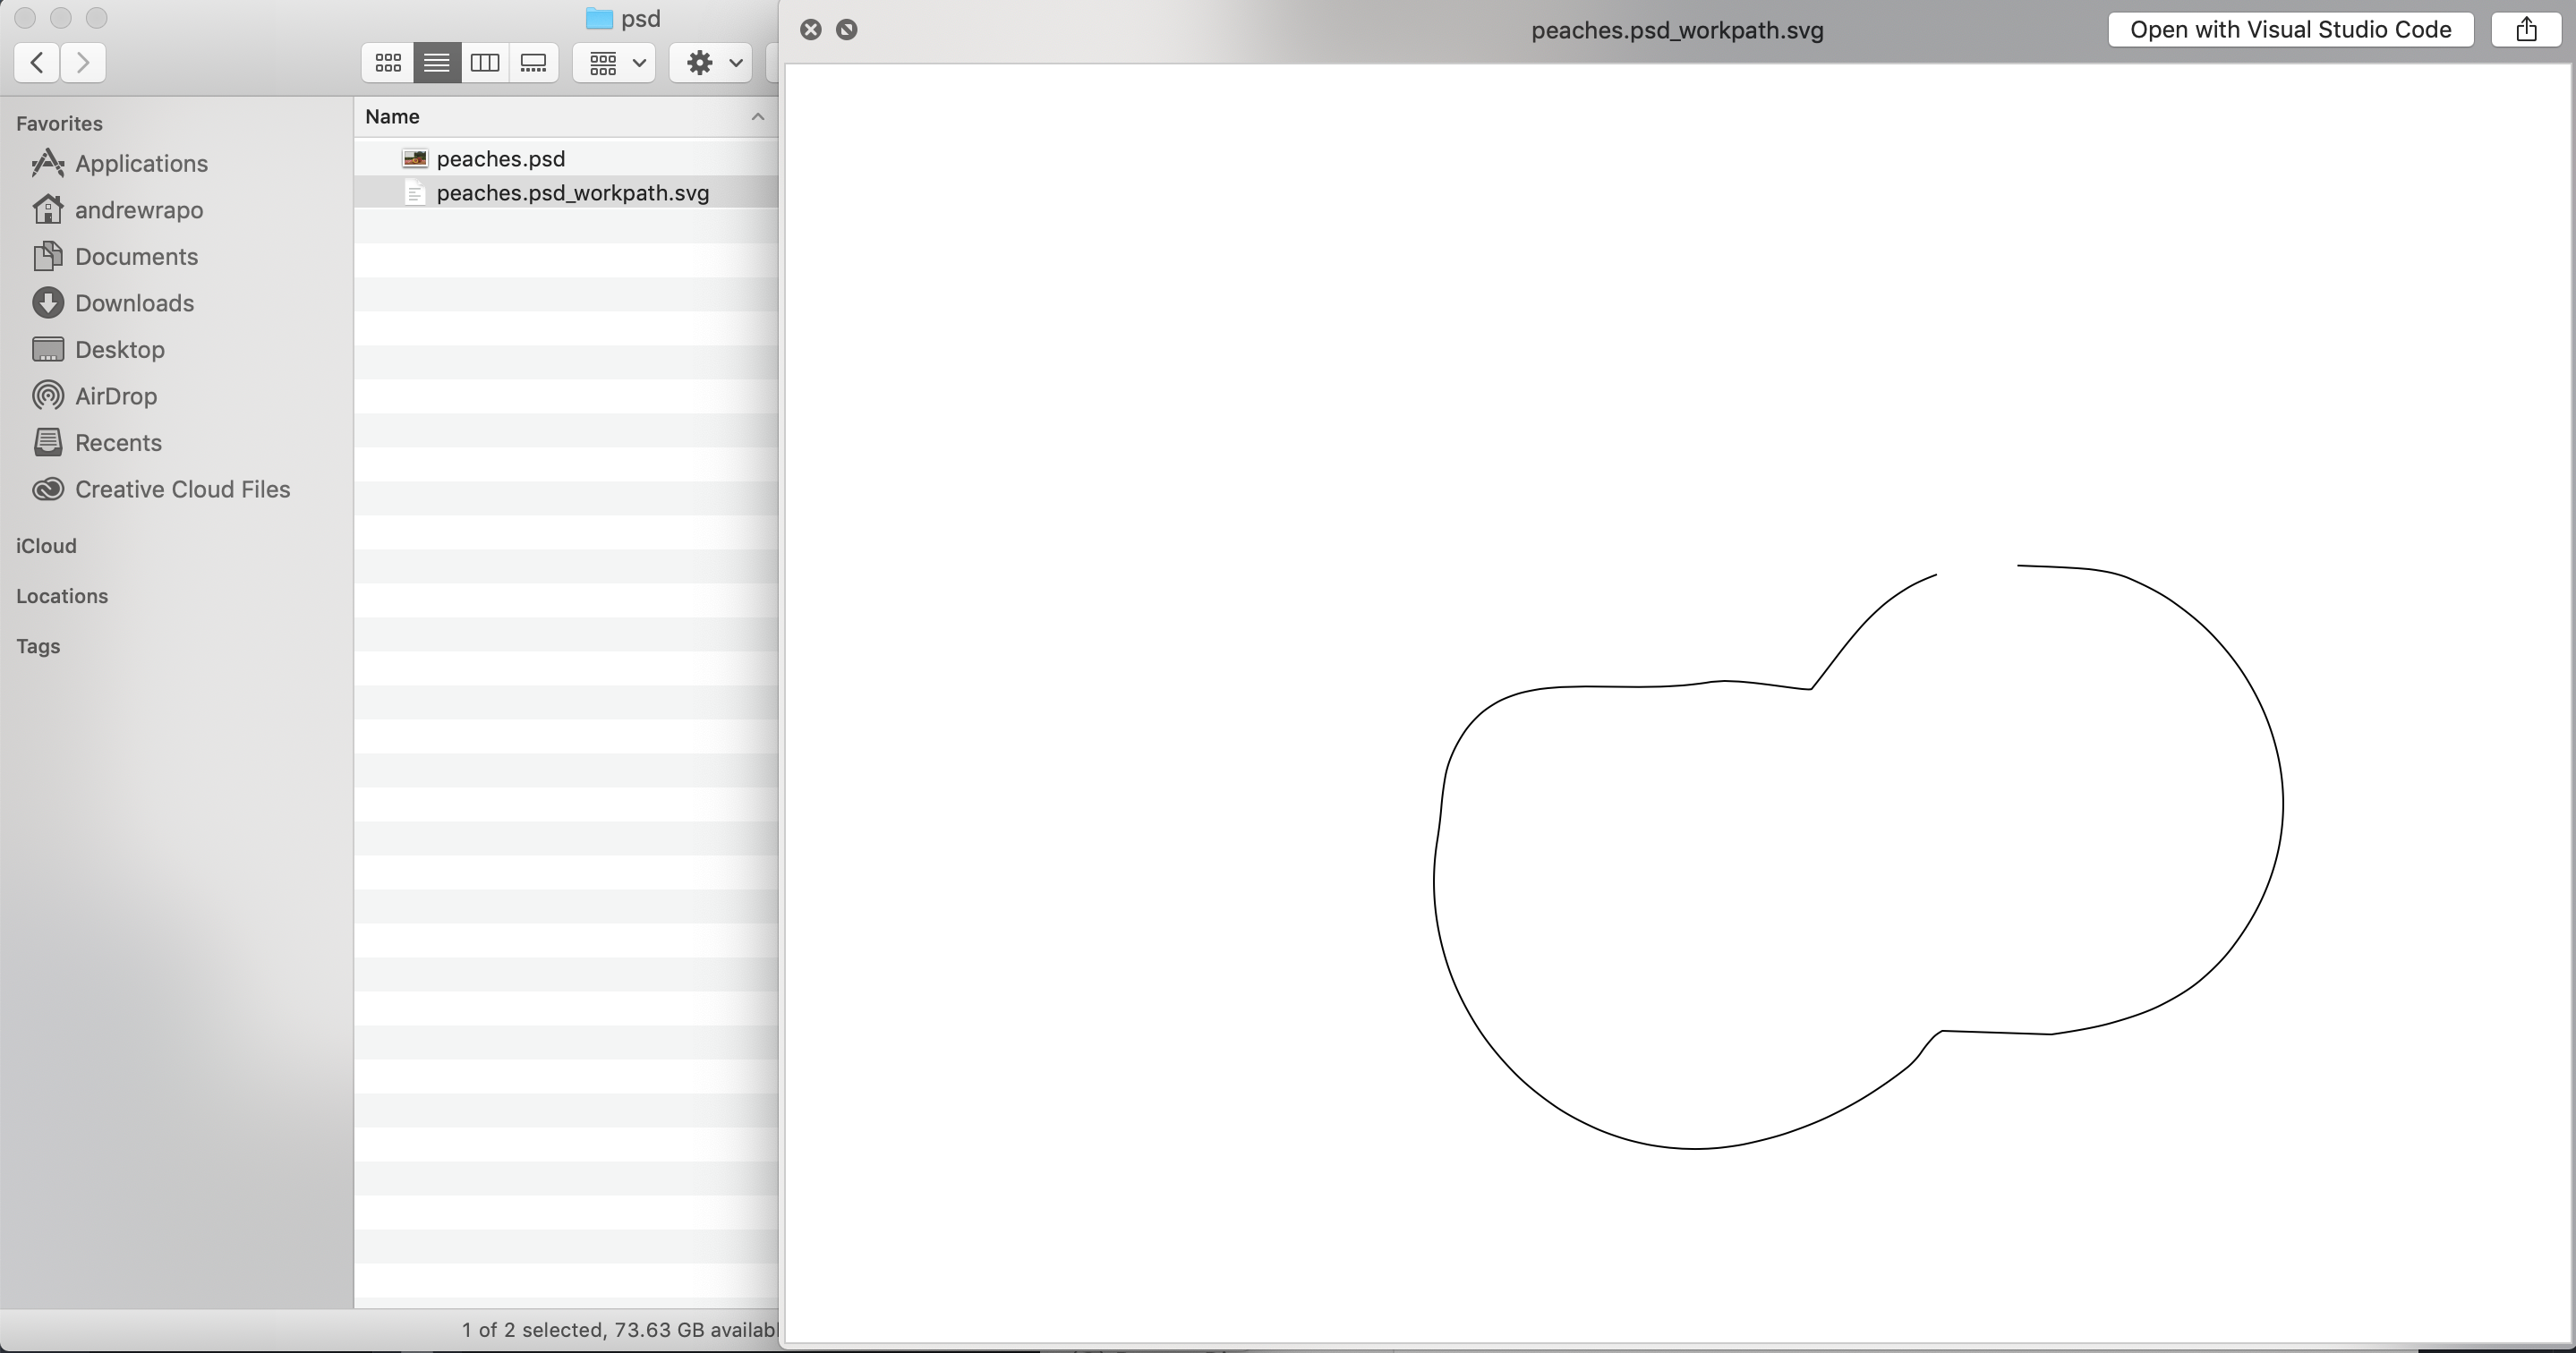 psd
peaches.psd_workpath.svg
Open with Visual Studio Code
Favorites
Applications
andrewrapo
Documents
Downloads
Desktop
AirDrop
Recents
Creative Cloud Files
iCloud
Locations
Tags
Name
peaches.psd
peaches.psd_workpath.svg
1 of 2 selected, 73.63 GB availabl